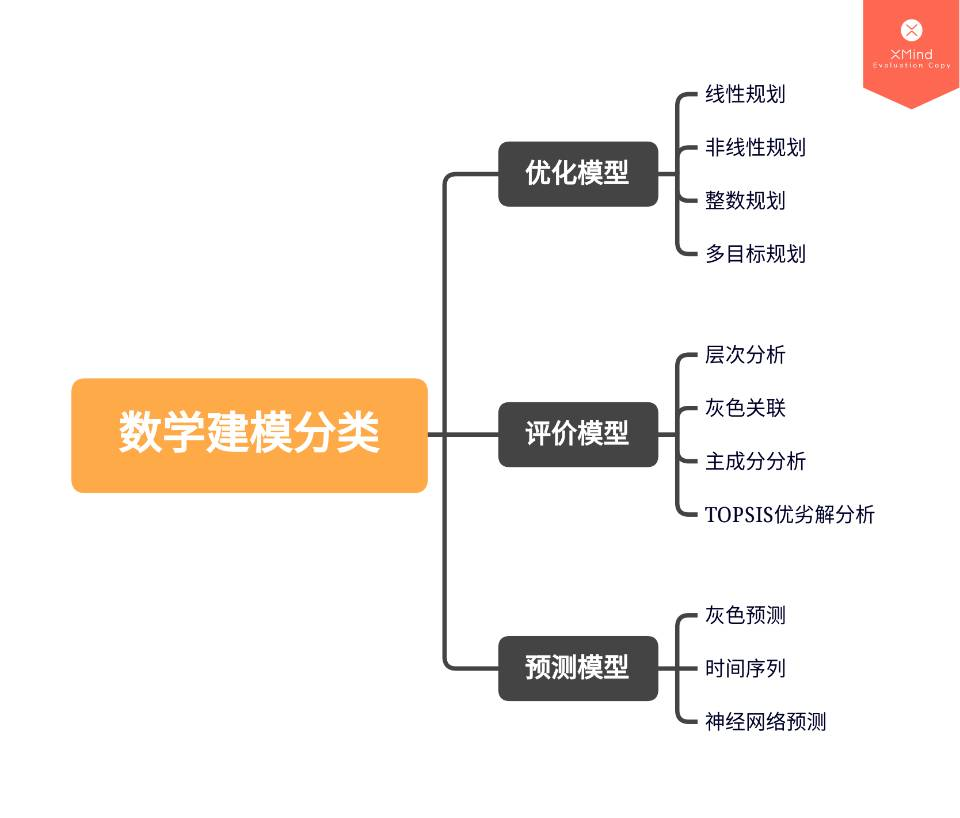 XMind
Evaluation Copy
线性规划
非线性规划
优化模型
整数规划
多目标规划
数学建模分类
层次分析
灰色关联
评价模型
主成分分析
TOPSIS优劣解分析
灰色预测
预测模型
时间序列
神经网络预测